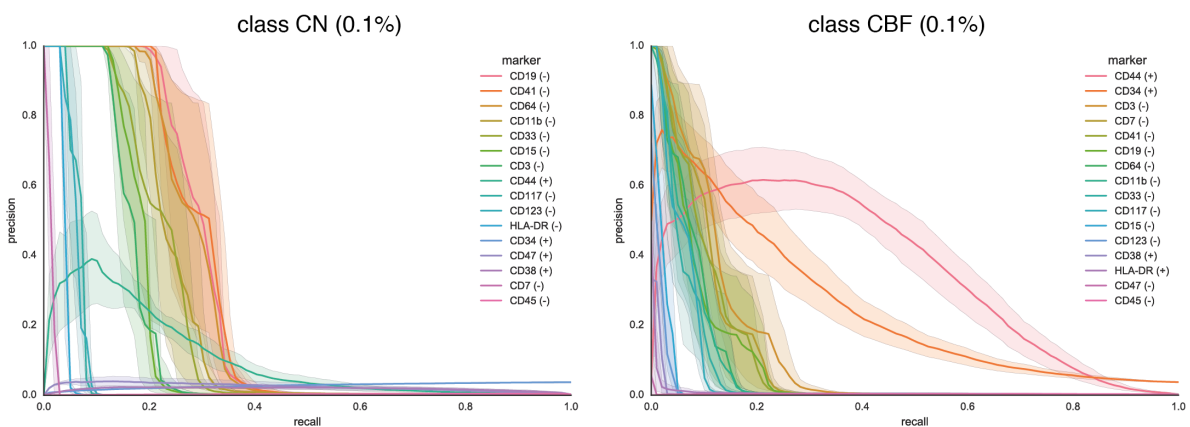 class CN (0.1%)
1.0
0.8
0.6
0.4
0.2
0.0
precision
0.0 0.2 0.4 0.6 0.8 1.0
recall
marker
CD19 (-)
CD41 (-)
CD64 (-)
CD11b (-)
CD33 (-)
CD15 (-)
CD3 (-)
CD44 (+)
CD117 (-)
CD123 (-)
HLA-DR (-)
CD34 (+)
CD47 (+)
CD38 (+)
CD7 (-)
CD45 (-)
class CBF (0.1%)
1.0
0.8
0.6
0.4
0.2
0.0
precision
0.0 0.2 0.4 0.6 0.8 1.0
recall
marker
CD44 (+)
CD34 (+)
CD3 (-)
CD7 (-)
CD41 (-)
CD19 (-)
CD64 (-)
CD11b (-)
CD33 (-)
CD117 (-)
CD15 (-)
CD123 (-)
CD38 (+)
HLA-DR (+)
CD47 (-)
CD45 (-)